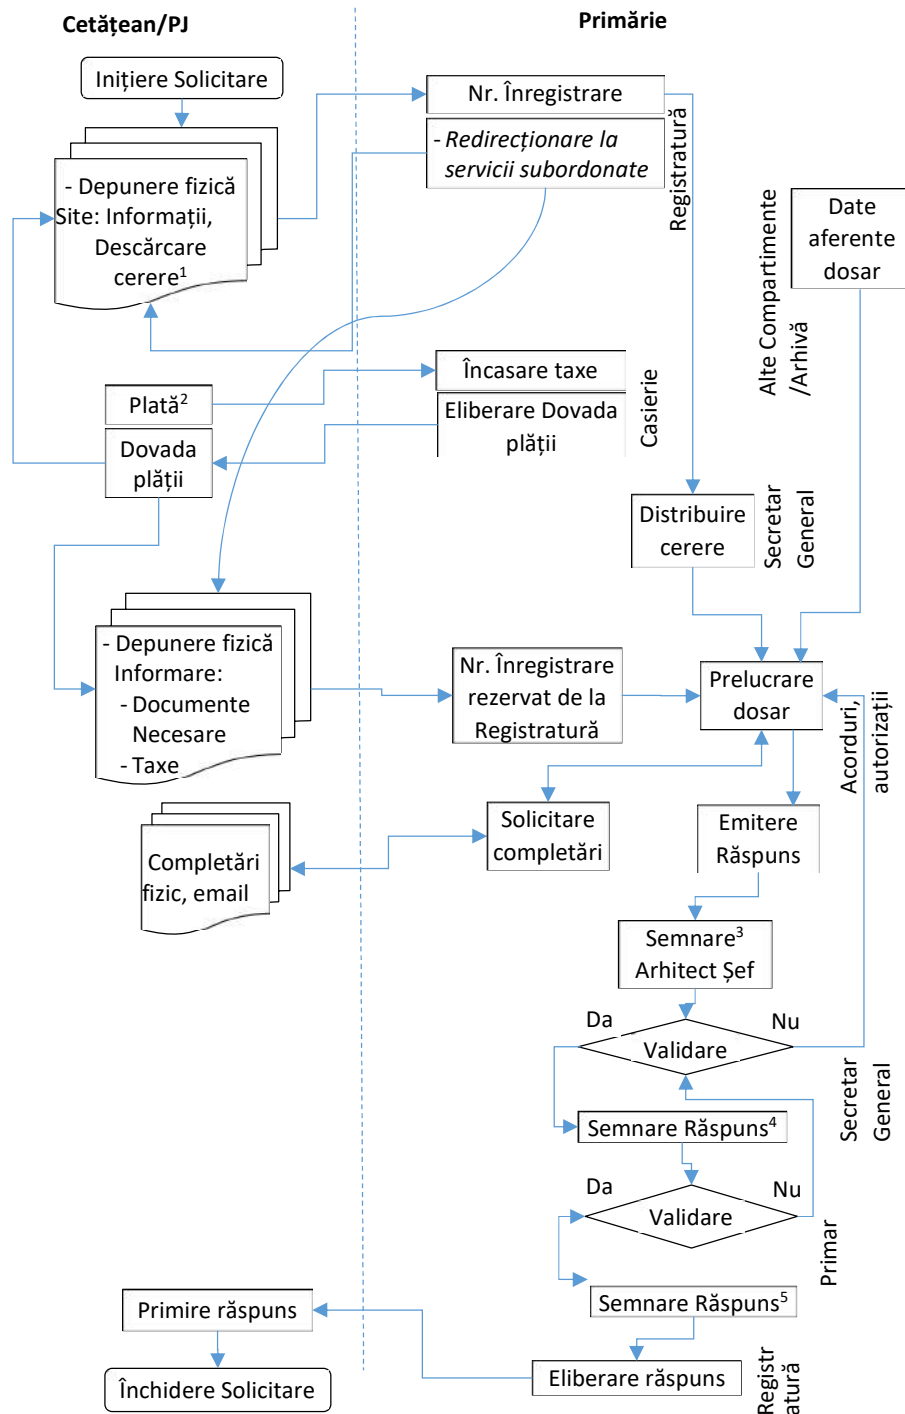 Cetățean/PJ
Primărie
Inițiere Solicitare
Nr. Înregistrare
- Redirecționare la
servicii subordonate
Registratură
- Depunere fizică
Site: Informații,
Descărcare
cerere1
Date
aferente
dosar
Alte Compartimente
/Arhivă
Încasare taxe
Plată2
Eliberare Dovada
plății
Casierie
Dovada
plății
Distribuire
cerere
Secretar
General
- Depunere fizică
Informare:
- Documente
Necesare
- Taxe
Nr. Înregistrare
rezervat de la
Registratură
Prelucrare
dosar
Acorduri,
autorizații
Solicitare
completări
Emitere
Răspuns
Completări
fizic, email
Semnare3
Arhitect Șef
Da
Nu
Validare
Secretar
General
Semnare Răspuns4
Da
Nu
Validare
Primar
Semnare Răspuns5
Primire răspuns
Eliberare răspuns
Registr
atură
Închidere Solicitare